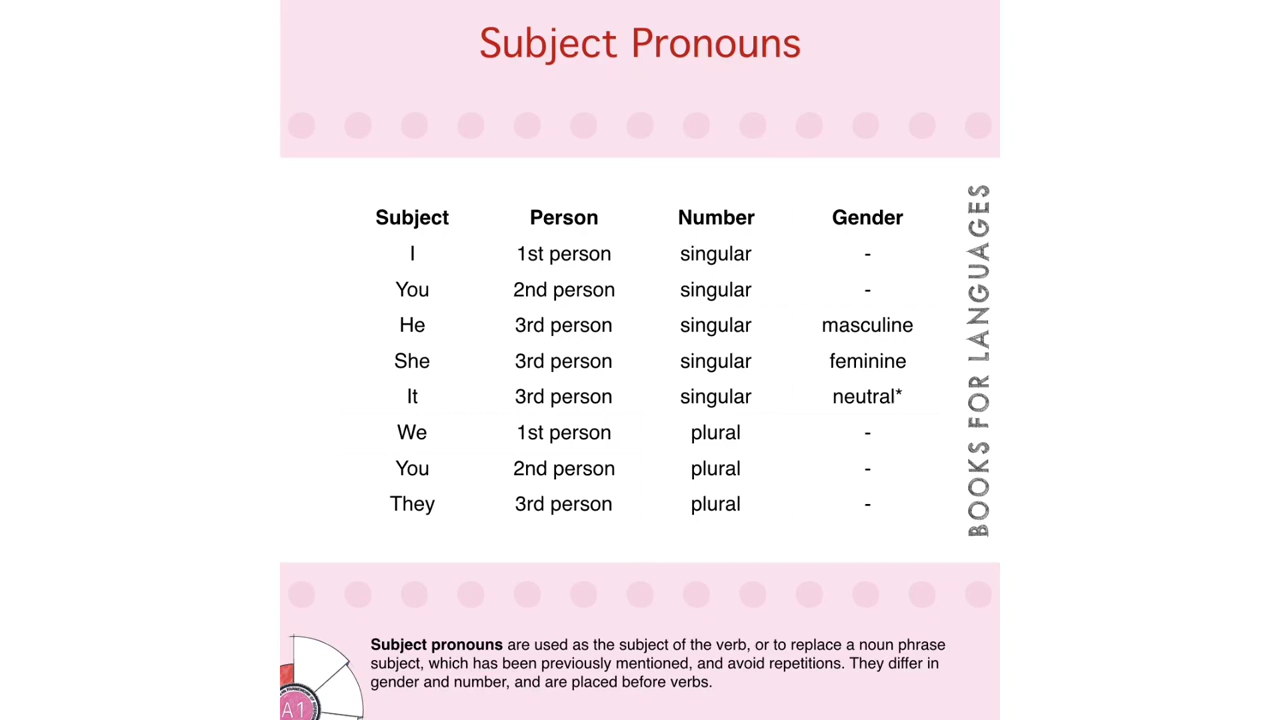 Subject Pronouns
Subject Person Number Gender
I 1st person singular -
You 2nd person singular -
He 3rd person singular masculine
She 3rd person singular feminine
It 3rd person singular neutral*
We 1st person plural -
You 2nd person plural -
They 3rd person plural -
BOOKS FOR LANGUAGES
Subject pronouns are used as the subject of the verb, or to replace a noun phrase
subject, which has been previously mentioned, and avoid repetitions. They differ in
gender and number, and are placed before verbs.
A1